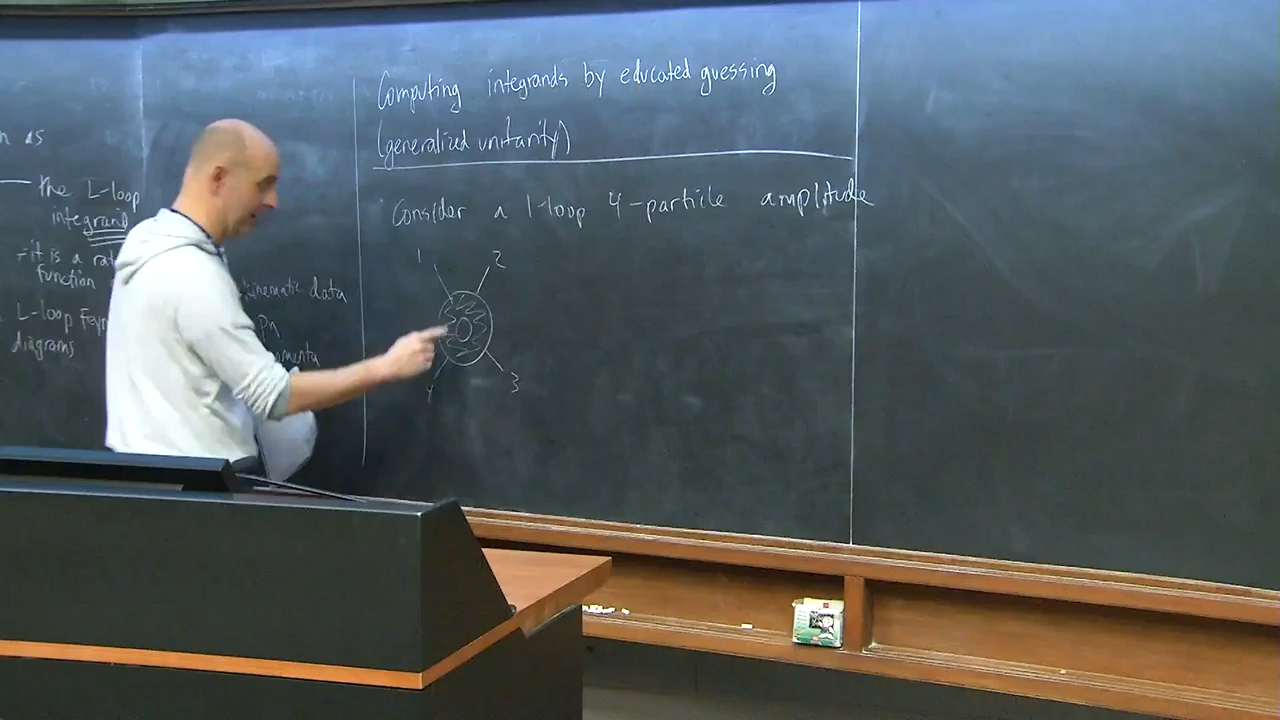 n as
the L-loop
integrand
- it is a rat
function
L-loop Feyn
diagrams
kinematic data
Computing integrands by educated guessing
(generalized unitarity)
Consider a 1-loop 4-particle amplitude
1 2
4 3